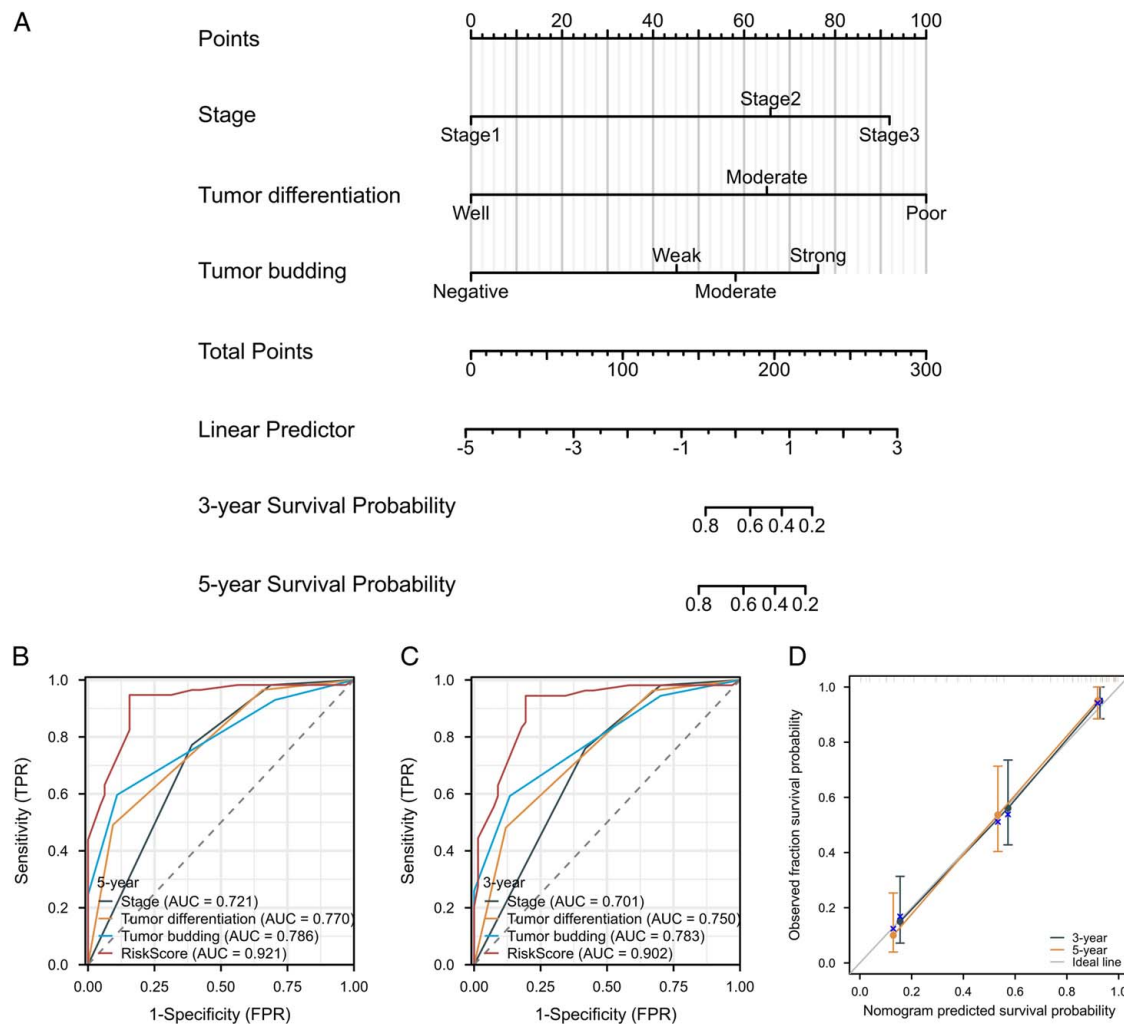 A
Points
0 20 40 60 80 100
Stage
Stage2
Stage1 Stage3
Tumor differentiation
Moderate
Well Poor
Tumor budding
Weak Strong
Negative Moderate
Total Points
0 100 200 300
Linear Predictor
-5 -3 -1 1 3
3-year Survival Probability
0.8 0.6 0.4 0.2
5-year Survival Probability
0.8 0.6 0.4 0.2
B
Sensitivity (TPR)
1.0
0.8
0.6
0.4
0.2
0.0
5-year
Stage (AUC = 0.721)
Tumor differentiation (AUC = 0.770)
Tumor budding (AUC = 0.786)
RiskScore (AUC = 0.921)
0.00 0.25 0.50 0.75 1.00
1-Specificity (FPR)
C
Sensitivity (TPR)
1.0
0.8
0.6
0.4
0.2
0.0
3-year
Stage (AUC = 0.701)
Tumor differentiation (AUC = 0.750)
Tumor budding (AUC = 0.783)
RiskScore (AUC = 0.902)
0.00 0.25 0.50 0.75 1.00
1-Specificity (FPR)
D
Observed fraction survival probability
1.0
0.8
0.6
0.4
0.2
0.0
3-year
5-year
Ideal line
0.0 0.2 0.4 0.6 0.8 1.0
Nomogram predicted survival probability